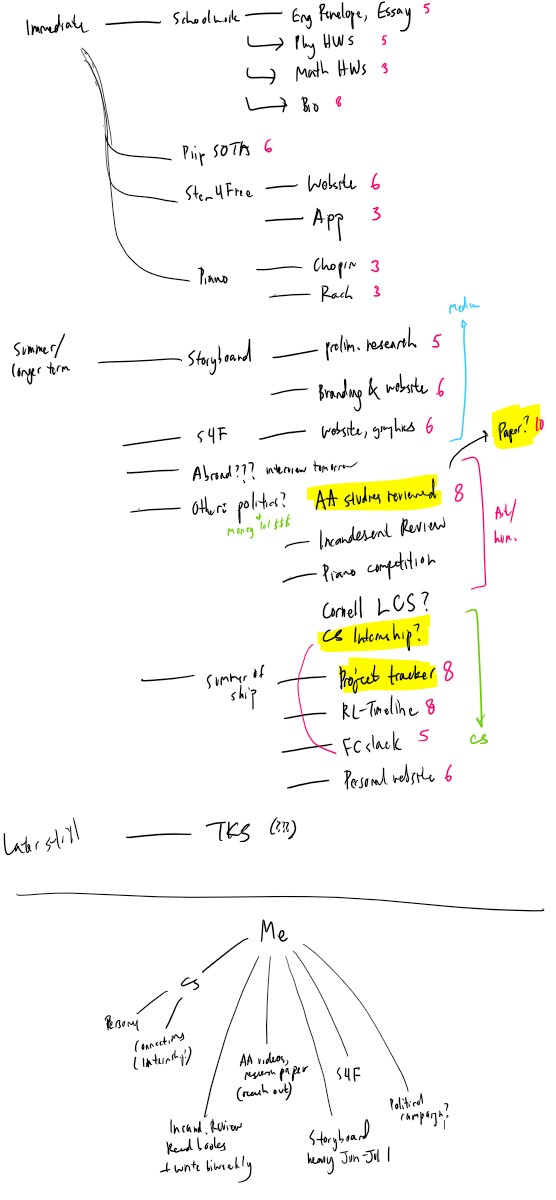 Immediate
Schoolwork
Eng Penelope, Essay 5
Phy HWs 5
Math HWs 3
Bio 8
Piip SOTA 6
Stem4Free
Website 6
App 3
Piano
Chopin 3
Rach 3
Media
Summer/
longer term
Storyboard
prelim. research 5
Branding & website 6
S4F
website, graphics 6
Paper? 10
Abroad??? interview tomorrow
Other: politics?
money lol $$$
AA studies reviewed 8
Incandescent Review
Piano competition
Art/
hum.
Cornell LCS?
CS Internship?
Summer of
ship
Project tracker 8
RL-Timeline 8
FC slack 5
Personal website 6
CS
Later still
TKS (???)
Me
CS
Personal
Connections
(Internship?)
AA videos,
research paper
(reach out)
S4F
Political
campaign?
Incand. Review
Read books
+ write biweekly
Storyboard
heavy Jun-Jul 1